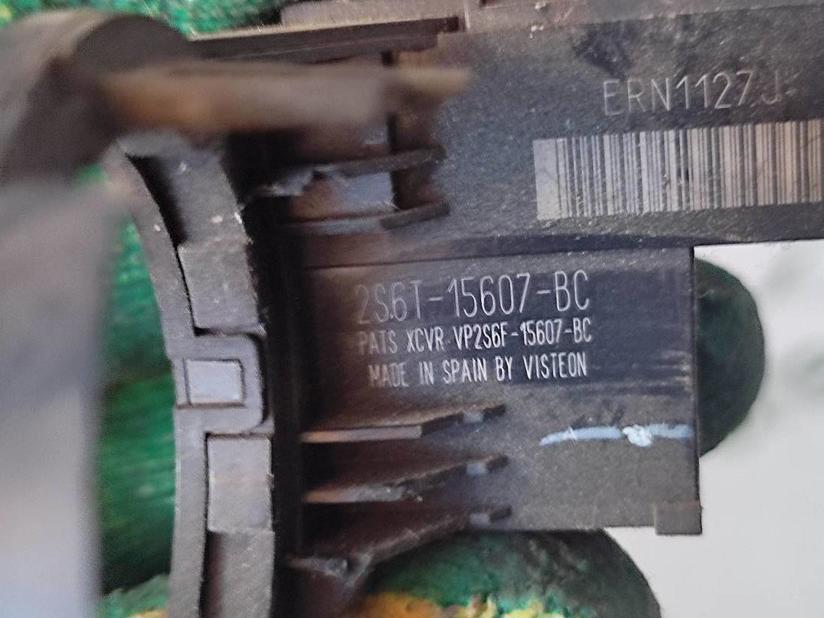 ERN1127J
2S6T-15607-BC
PATS XCVR VP2S6F-15607-BC
MADE IN SPAIN BY VISTEON